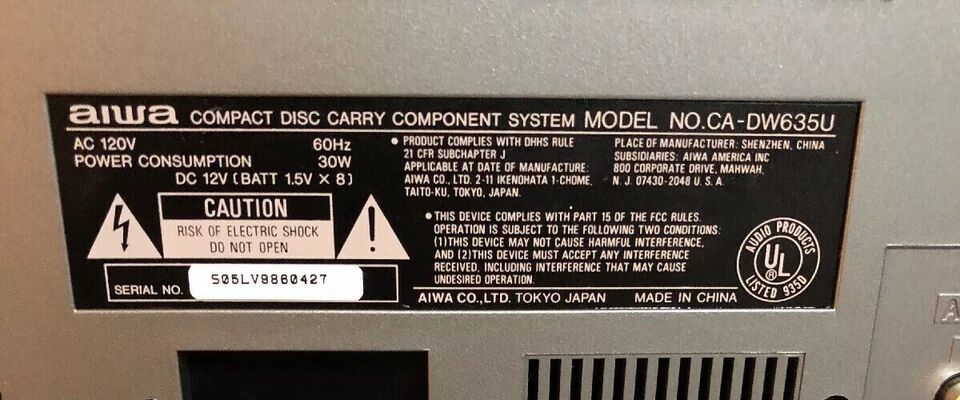 aiwa COMPACT DISC CARRY COMPONENT SYSTEM MODEL NO.CA-DW635U
AC 120V 60Hz
POWER CONSUMPTION 30W
DC 12V (BATT 1.5V X 8)
CAUTION
RISK OF ELECTRIC SHOCK
DO NOT OPEN
SERIAL NO. S05LV9860427
• PRODUCT COMPLIES WITH DHHS RULE
21 CFR SUBCHAPTER J
APPLICABLE AT DATE OF MANUFACTURE:
AIWA CO., LTD. 2-11 IKENOHATA 1-CHOME,
TAITO-KU, TOKYO, JAPAN.
PLACE OF MANUFACTURER: SHENZHEN, CHINA
SUBSIDIARIES: AIWA AMERICA INC
800 CORPORATE DRIVE, MAHWAH,
N. J. 07430-2048 U. S. A.
• THIS DEVICE COMPLIES WITH PART 15 OF THE FCC RULES.
OPERATION IS SUBJECT TO THE FOLLOWING TWO CONDITIONS:
(1)THIS DEVICE MAY NOT CAUSE HARMFUL INTERFERENCE,
AND (2)THIS DEVICE MUST ACCEPT ANY INTERFERENCE
RECEIVED, INCLUDING INTERFERENCE THAT MAY CAUSE
UNDESIRED OPERATION.
AUDIO PRODUCTS
UL
®
LISTED 935D
AIWA CO.,LTD. TOKYO JAPAN MADE IN CHINA
A